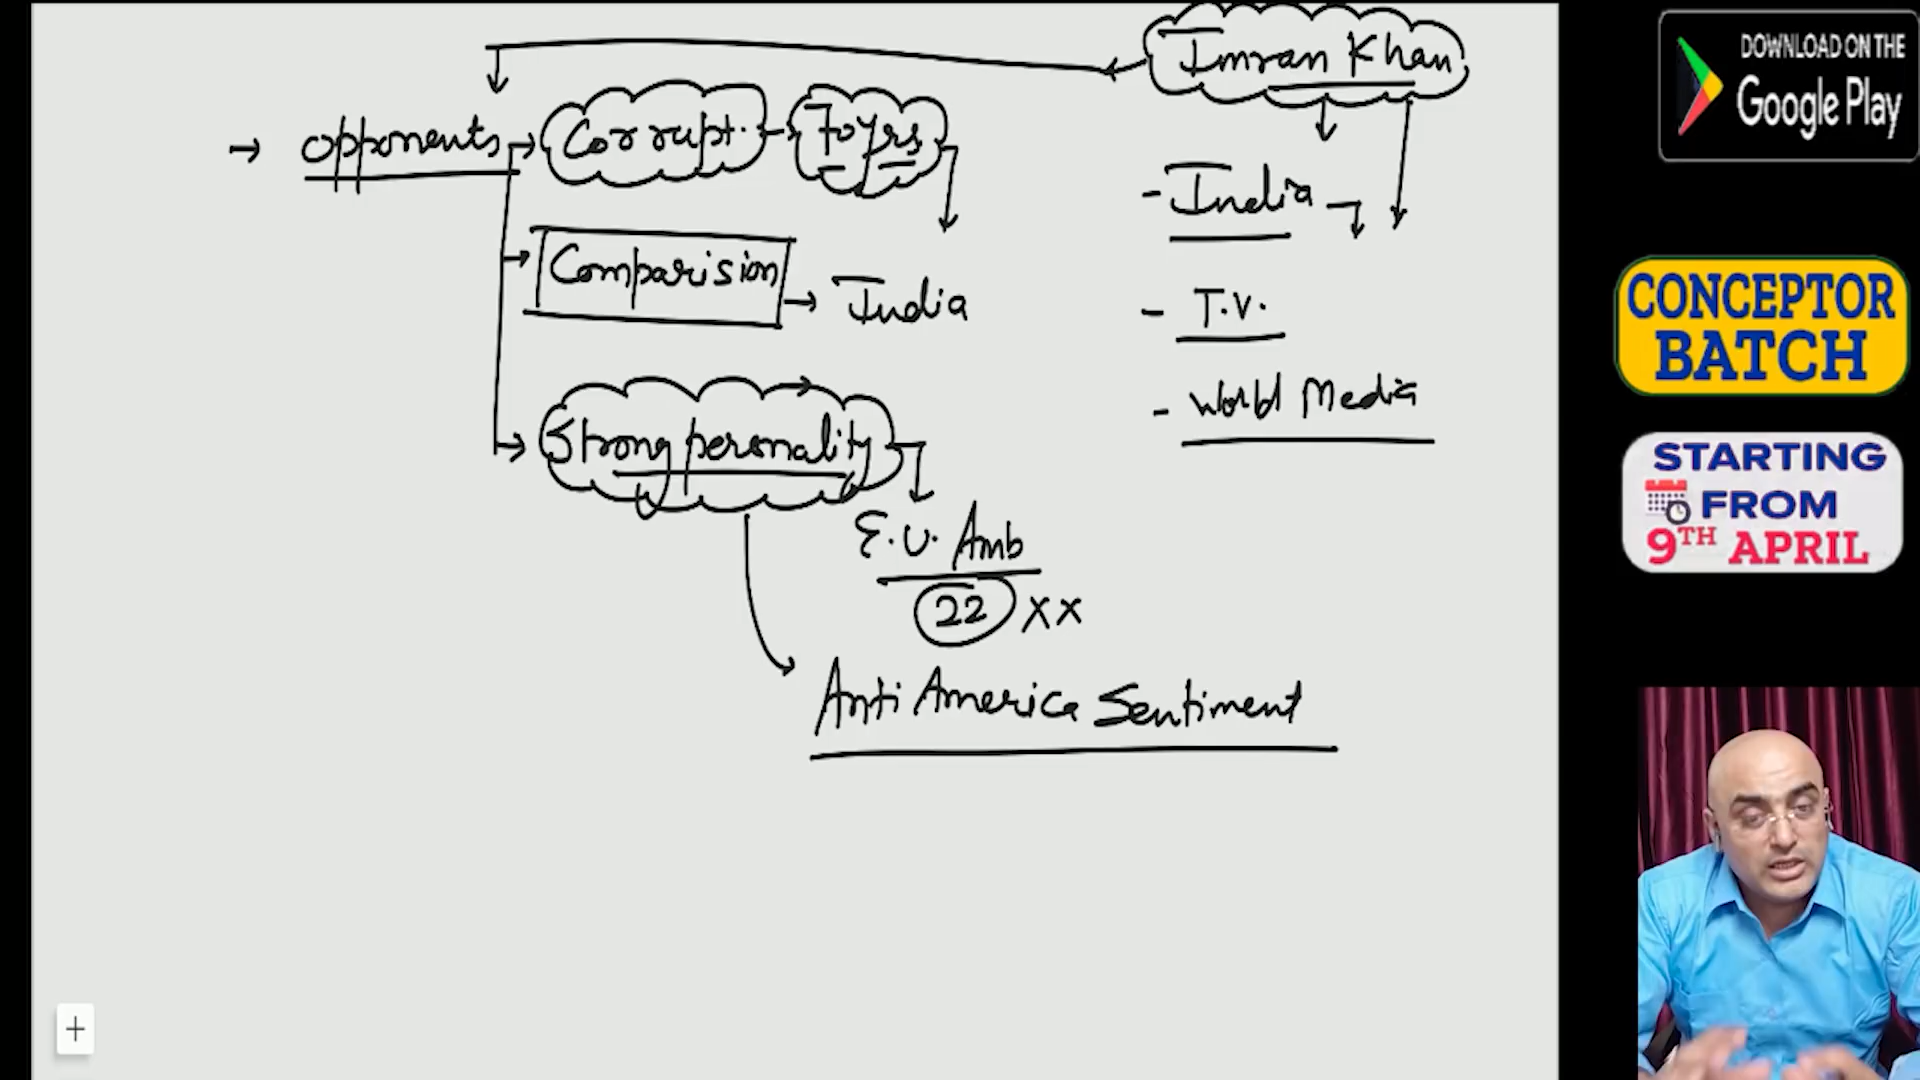 Imran Khan
→ opponents → Corrupt. - 70yrs
- India
Comparision → India
- T.V.
- World Media
Strong personality
E.U. Amb
22 XX
Anti America Sentiment
+
DOWNLOAD ON THE
Google Play
CONCEPTOR
BATCH
STARTING
FROM
9TH APRIL